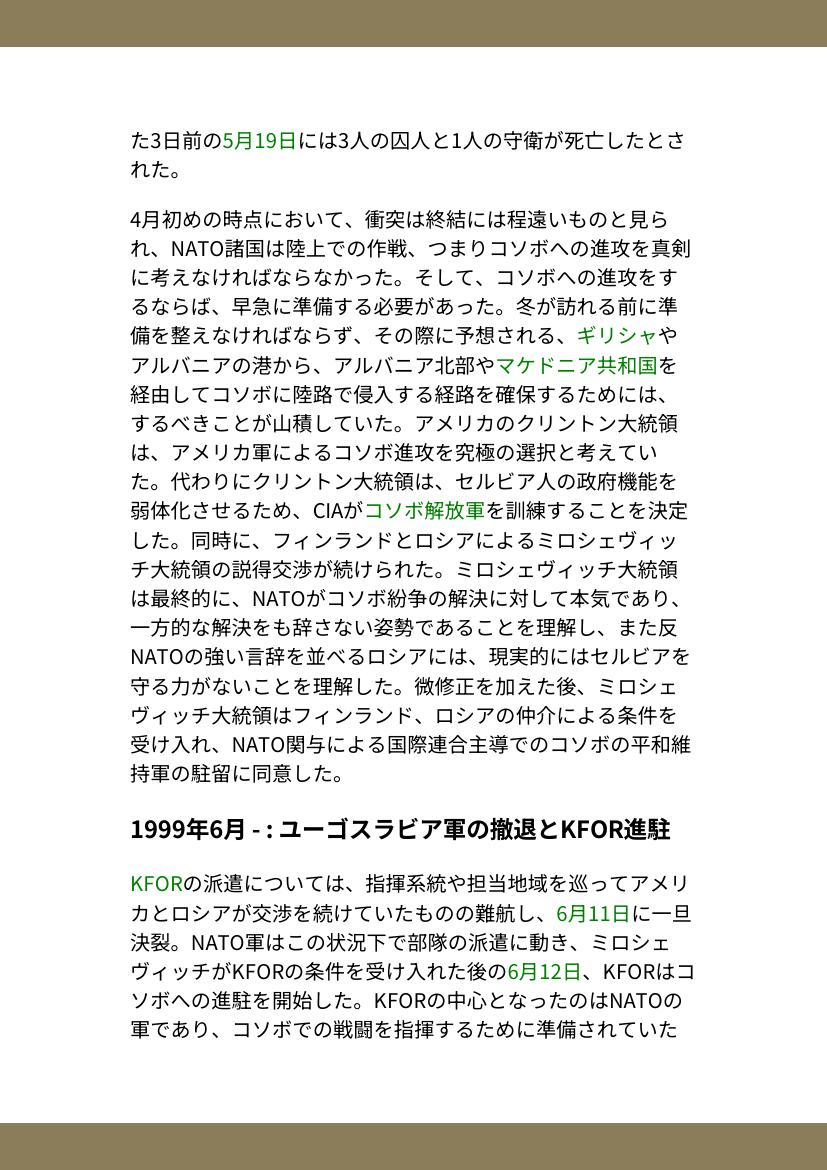 た3日前の5月19日には3人の囚人と1人の守衛が死亡したとさ
れた。
4月初めの時点において、衝突は終結には程遠いものと見ら
れ、NATO諸国は陸上での作戦、つまりコソボへの進攻を真剣
に考えなければならなかった。そして、コソボへの進攻をす
るならば、早急に準備する必要があった。冬が訪れる前に準
備を整えなければならず、その際に予想される、ギリシャや
アルバニアの港から、アルバニア北部やマケドニア共和国を
経由してコソボに陸路で侵入する経路を確保するためには、
するべきことが山積していた。アメリカのクリントン大統領
は、アメリカ軍によるコソボ進攻を究極の選択と考えてい
た。代わりにクリントン大統領は、セルビア人の政府機能を
弱体化させるため、CIAがコソボ解放軍を訓練することを決定
した。同時に、フィンランドとロシアによるミロシェヴィッ
チ大統領の説得交渉が続けられた。ミロシェヴィッチ大統領
は最終的に、NATOがコソボ紛争の解決に対して本気であり、
一方的な解決をも辞さない姿勢であることを理解し、また反
NATOの強い言辞を並べるロシアには、現実的にはセルビアを
守る力がないことを理解した。微修正を加えた後、ミロシェ
ヴィッチ大統領はフィンランド、ロシアの仲介による条件を
受け入れ、NATO関与による国際連合主導でのコソボの平和維
持軍の駐留に同意した。
1999年6月 - : ユーゴスラビア軍の撤退とKFOR進駐
KFORの派遣については、指揮系統や担当地域を巡ってアメリ
カとロシアが交渉を続けていたものの難航し、6月11日に一旦
決裂。NATO軍はこの状況下で部隊の派遣に動き、ミロシェ
ヴィッチがKFORの条件を受け入れた後の6月12日、KFORはコ
ソボへの進駐を開始した。KFORの中心となったのはNATOの
軍であり、コソボでの戦闘を指揮するために準備されていた